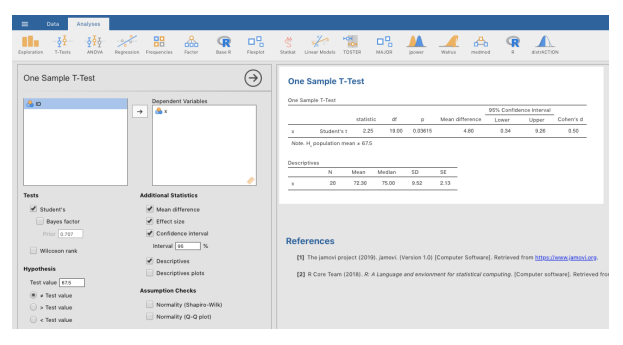 Data Analyses
Exploration T-Tests ANOVA Regression Frequencies Factor Base R Flexplot Statkat Linear Models TOSTER MAJOR jpower Walrus medmod R distrACTION
One Sample T-Test
ID
Dependent Variables
x
Tests
Student's
Bayes factor
Prior 0.707
Wilcoxon rank
Hypothesis
Test value 67.5
≠ Test value
> Test value
< Test value
Additional Statistics
Mean difference
Effect size
Confidence interval
Interval 95 %
Descriptives
Descriptives plots
Assumption Checks
Normality (Shapiro-Wilk)
Normality (Q-Q plot)
One Sample T-Test
One Sample T-Test
95% Confidence Interval
statistic df p Mean difference Lower Upper Cohen's d
x Student's t 2.25 19.00 0.03615 4.80 0.34 9.26 0.50
Note. Hₐ population mean ≠ 67.5
Descriptives
N Mean Median SD SE
x 20 72.30 75.00 9.52 2.13
References
[1] The jamovi project (2019). jamovi. (Version 1.0) [Computer Software]. Retrieved from https://www.jamovi.org.
[2] R Core Team (2018). R: A Language and envionment for statistical computing. [Computer software]. Retrieved from